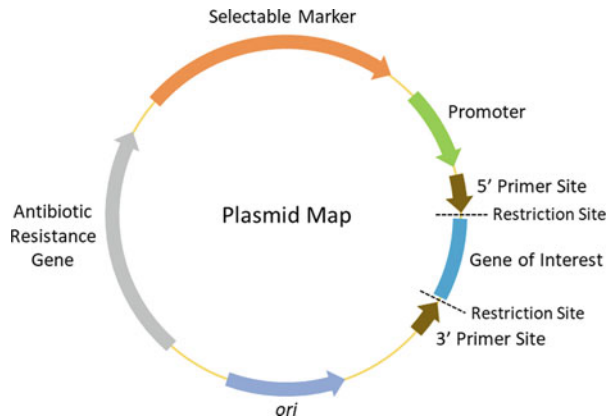 Selectable Marker
Promoter
5' Primer Site
Restriction Site
Gene of Interest
Restriction Site
3' Primer Site
ori
Antibiotic
Resistance
Gene
Plasmid Map